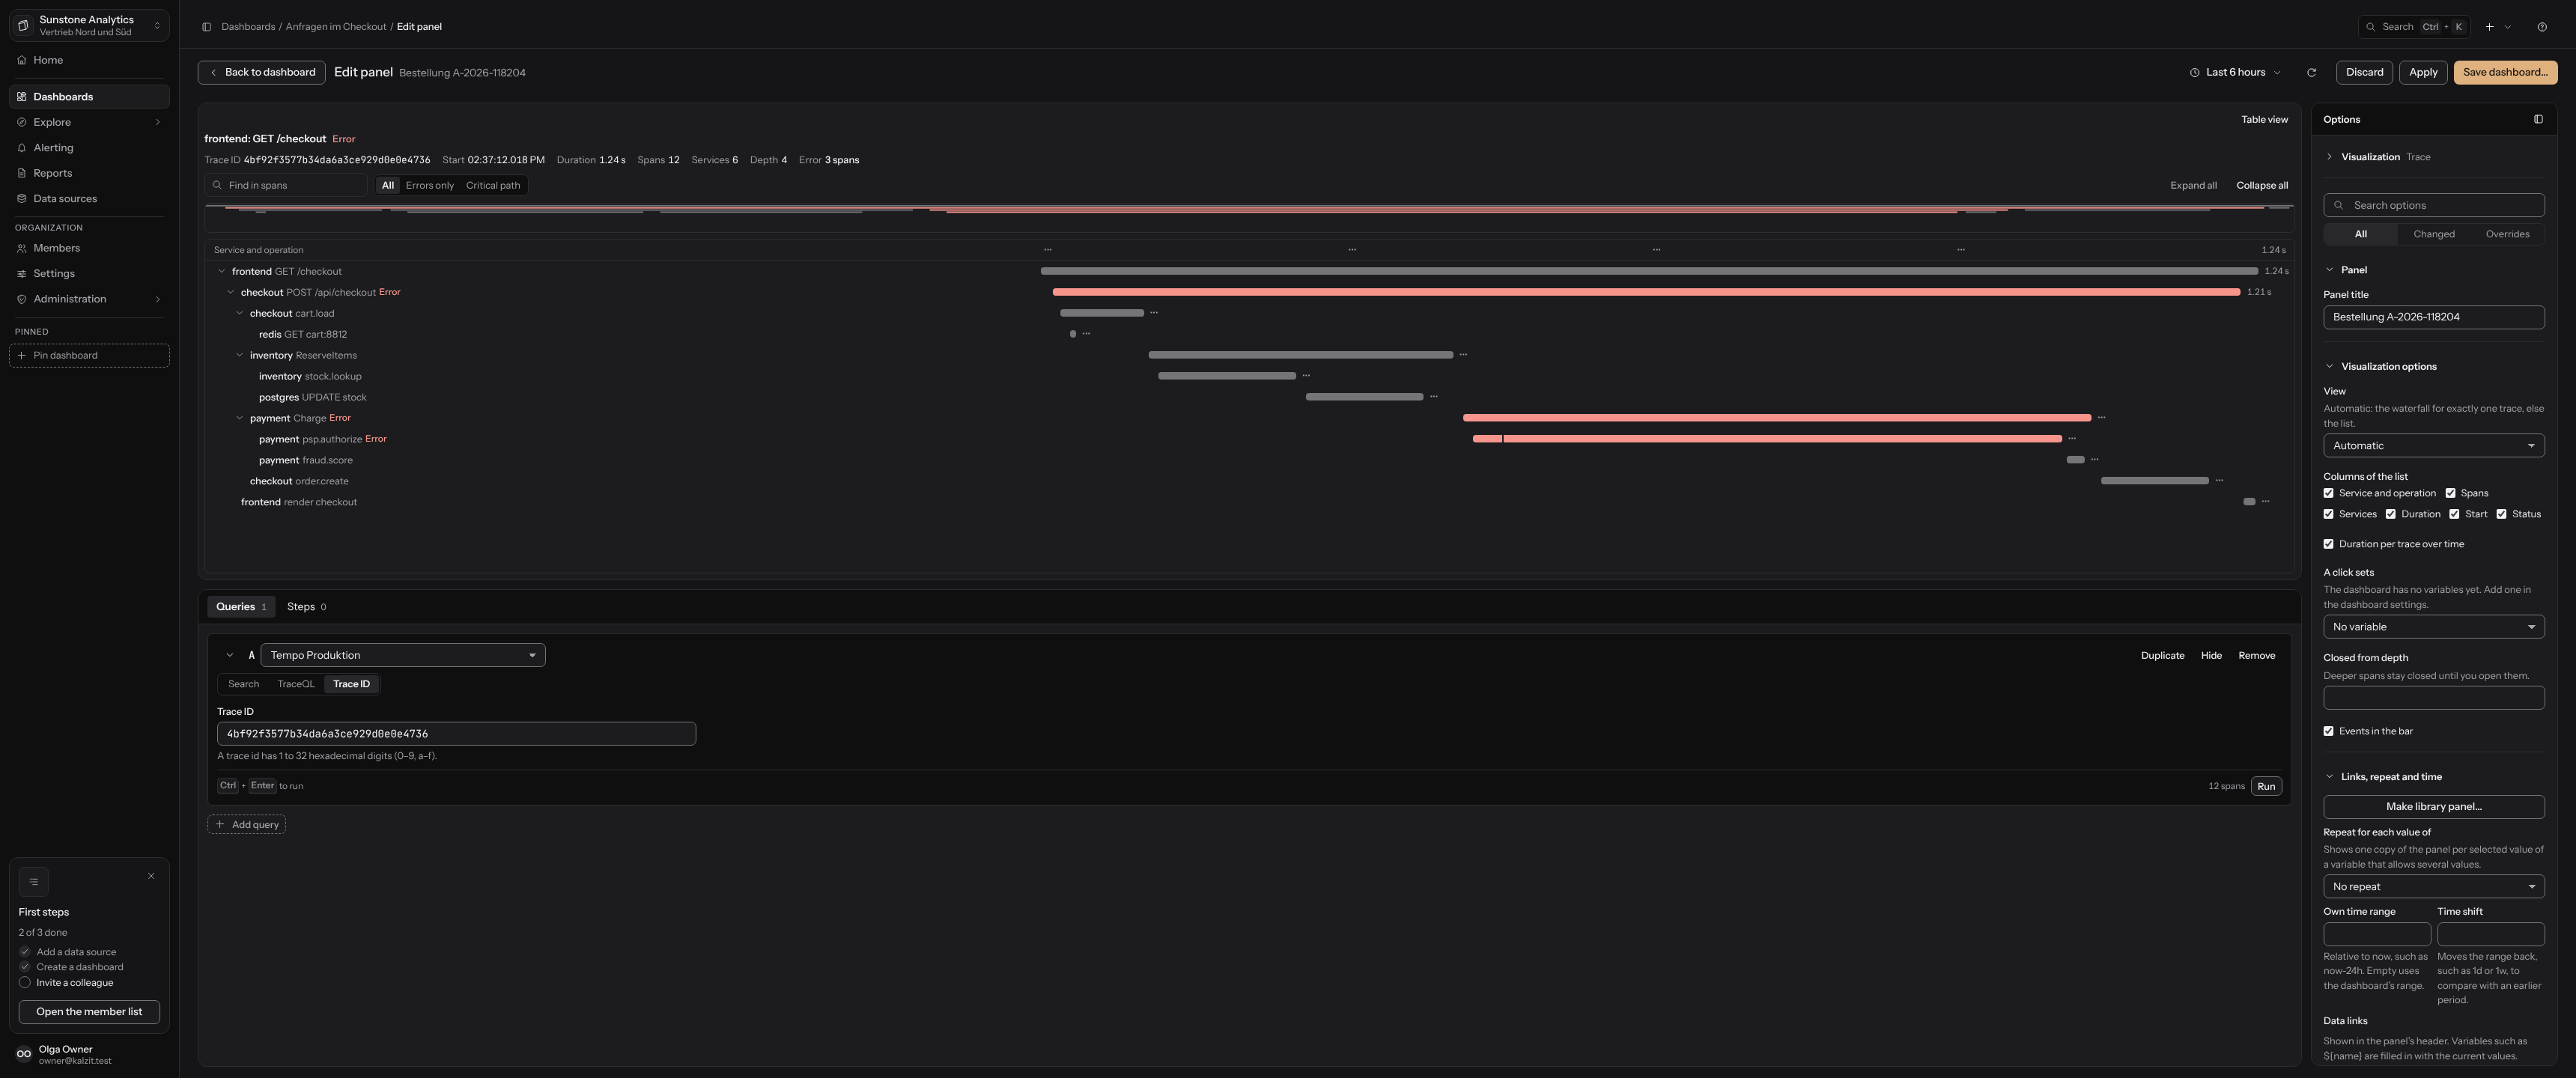 Sunstone Analytics
Vertrieb Nord und Süd
Home
Dashboards
Explore
Alerting
Reports
Data sources
ORGANIZATION
Members
Settings
Administration
PINNED
Pin dashboard
First steps
2 of 3 done
Add a data source
Create a dashboard
Invite a colleague
Open the member list
OO
Olga Owner
owner@kalzit.test
Dashboards / Anfragen im Checkout / Edit panel
Search Ctrl + K
Back to dashboard
Edit panel Bestellung A-2026-118204
Last 6 hours
Discard
Apply
Save dashboard...
Table view
frontend: GET /checkout Error
Trace ID 4bf92f3577b34da6a3ce929d0e0e4736 Start 02:37:12.018 PM Duration 1.24 s Spans 12 Services 6 Depth 4 Error 3 spans
Find in spans
All Errors only Critical path
Expand all Collapse all
Service and operation ... ... ... ... 1.24 s
frontend GET /checkout 1.24 s
checkout POST /api/checkout Error 1.21 s
checkout cart.load ...
redis GET cart:8812 ...
inventory ReserveItems ...
inventory stock.lookup ...
postgres UPDATE stock ...
payment Charge Error ...
payment psp.authorize Error ...
payment fraud.score ...
checkout order.create ...
frontend render checkout ...
Queries 1 Steps 0
A Tempo Produktion
Duplicate Hide Remove
Search TraceQL Trace ID
Trace ID
4bf92f3577b34da6a3ce929d0e0e4736
A trace id has 1 to 32 hexadecimal digits (0–9, a–f).
Ctrl + Enter to run
12 spans Run
Add query
Options
Visualization Trace
Search options
All Changed Overrides
Panel
Panel title
Bestellung A-2026-118204
Visualization options
View
Automatic: the waterfall for exactly one trace, else
the list.
Automatic
Columns of the list
Service and operation Spans
Services Duration Start Status
Duration per trace over time
A click sets
The dashboard has no variables yet. Add one in
the dashboard settings.
No variable
Closed from depth
Deeper spans stay closed until you open them.
Events in the bar
Links, repeat and time
Make library panel...
Repeat for each value of
Shows one copy of the panel per selected value of
a variable that allows several values.
No repeat
Own time range Time shift
Relative to now, such as
now-24h. Empty uses
the dashboard's range.
Moves the range back,
such as 1d or 1w, to
compare with an earlier
period.
Data links
Shown in the panel's header. Variables such as
${name} are filled in with the current values.